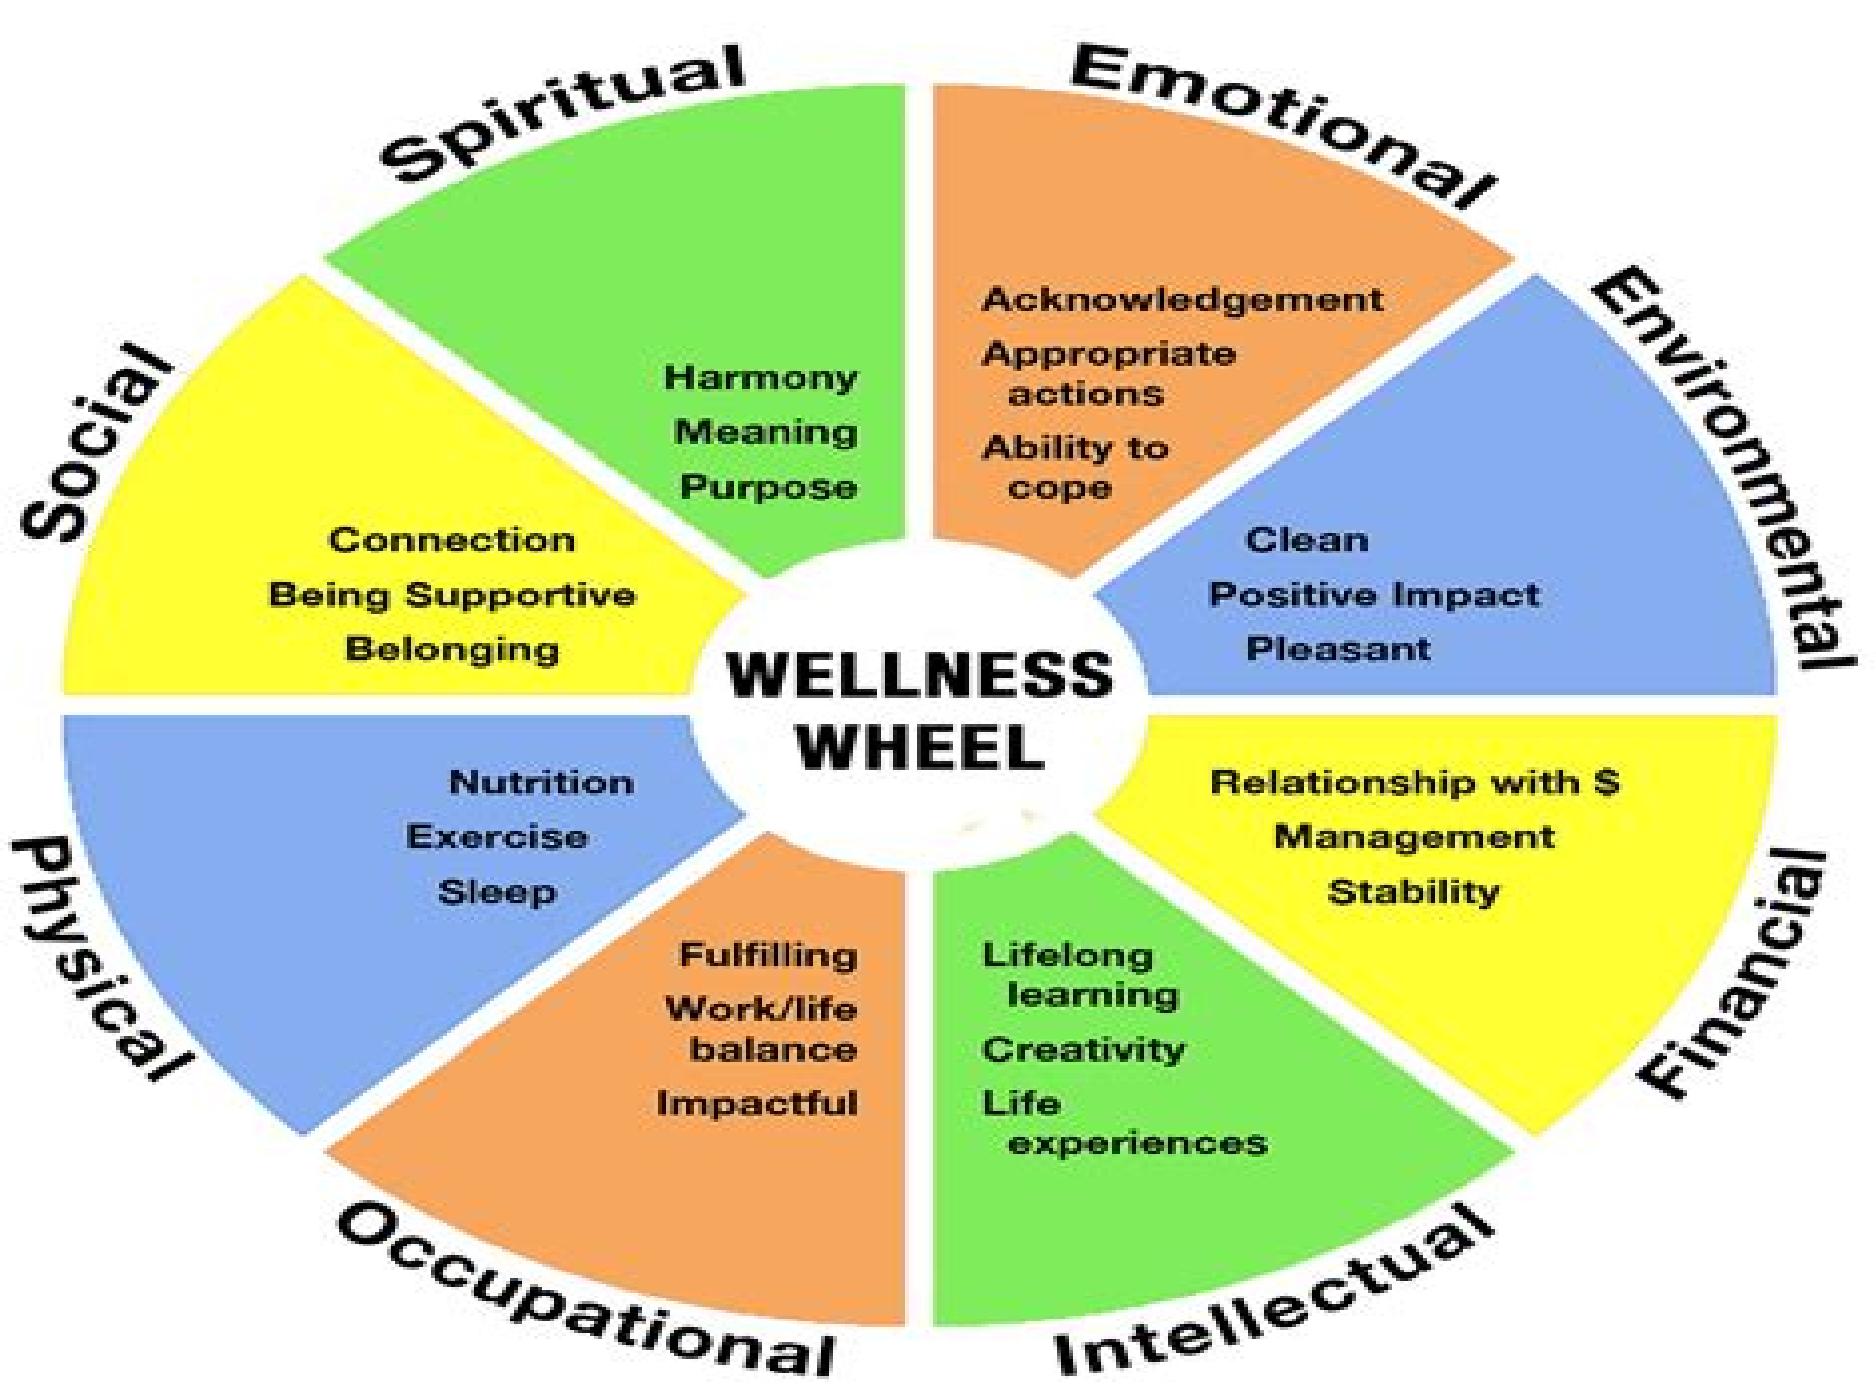 Spiritual
Harmony
Meaning
Purpose
Emotional
Acknowledgement
Appropriate
actions
Ability to
cope
Environmental
Clean
Positive Impact
Pleasant
Financial
Relationship with $
Management
Stability
Intellectual
Lifelong
learning
Creativity
Life
experiences
Occupational
Fulfilling
Work/life
balance
Impactful
Physical
Nutrition
Exercise
Sleep
Social
Connection
Being Supportive
Belonging
WELLNESS
WHEEL